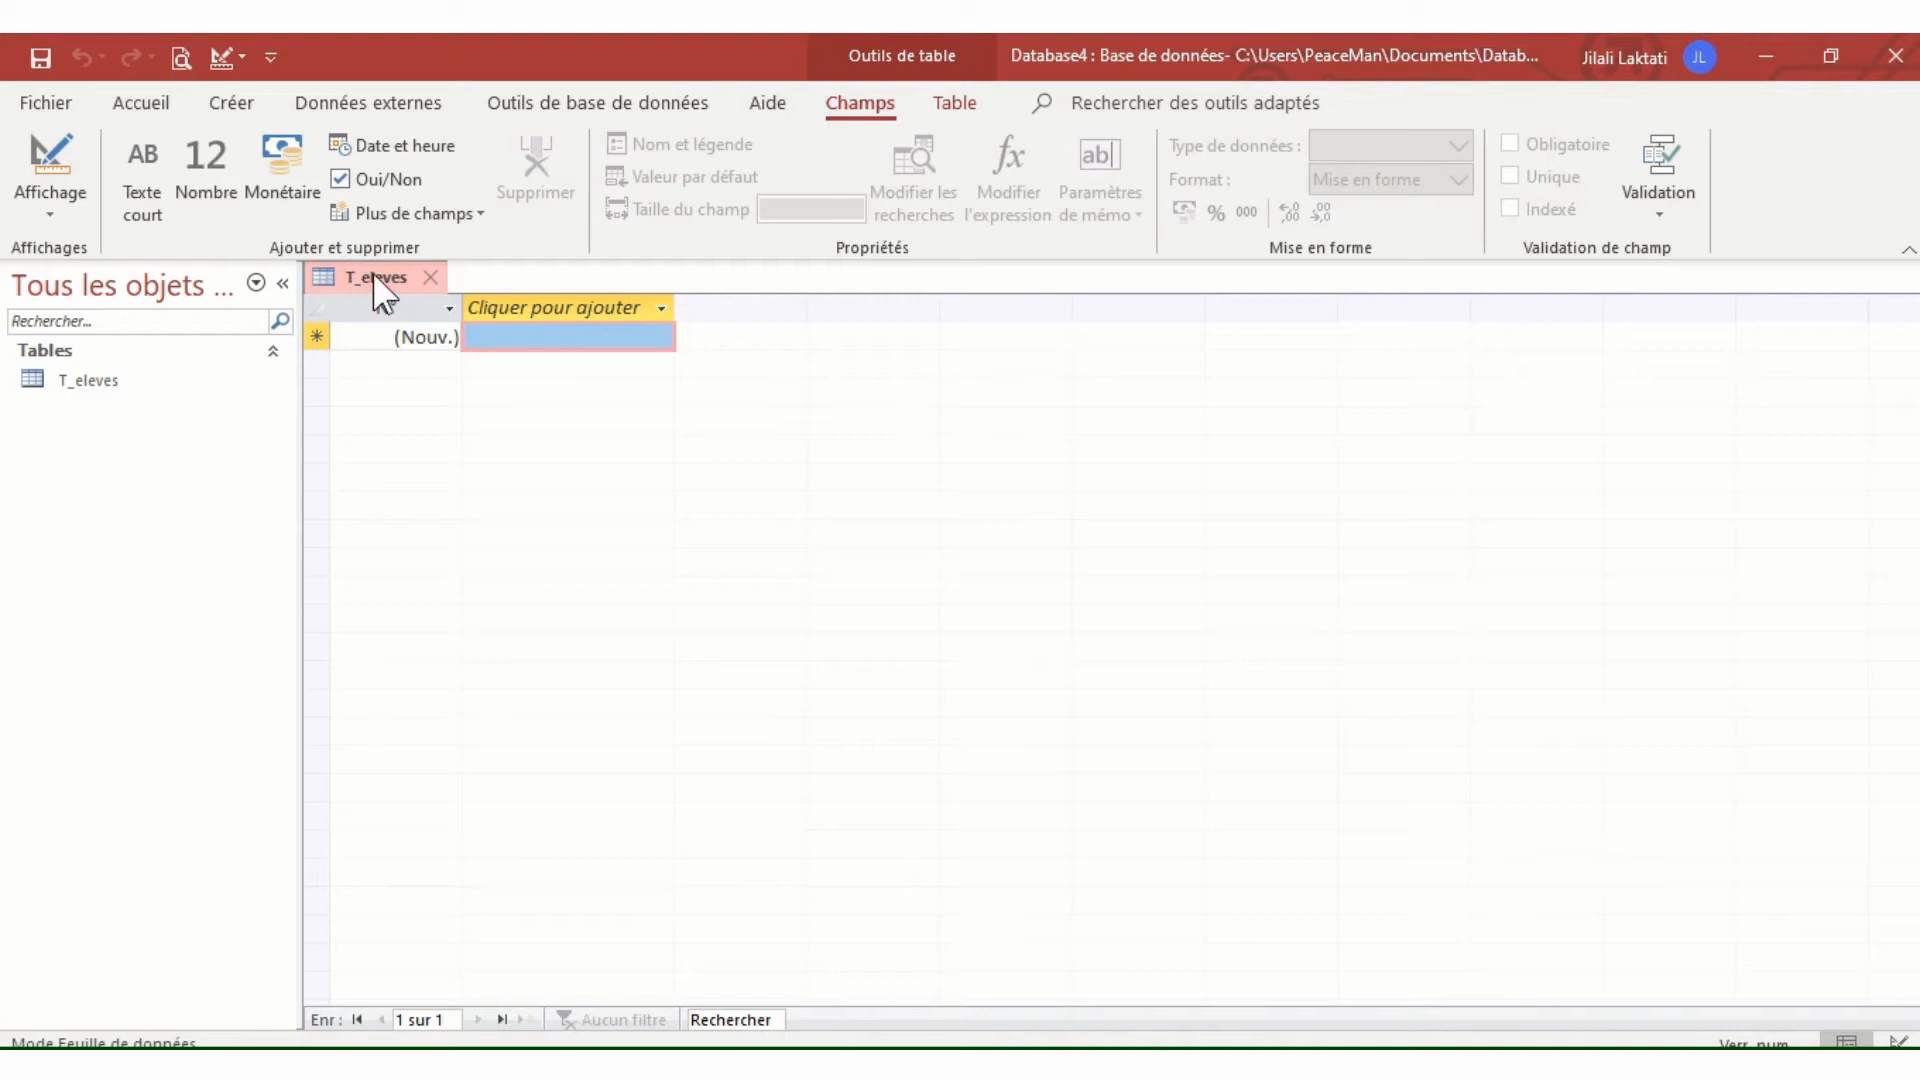 Outils de table
Database4 : Base de données- C:\Users\PeaceMan\Documents\Datab...
Jilali Laktati
JL
Fichier
Accueil
Créer
Données externes
Outils de base de données
Aide
Champs
Table
Rechercher des outils adaptés
Affichage
Affichages
AB
Texte
court
12
Nombre
Monétaire
Date et heure
Oui/Non
Plus de champs
Supprimer
Ajouter et supprimer
Nom et légende
Valeur par défaut
Taille du champ
Modifier les
recherches
fx
Modifier
l'expression
ab
Paramètres
de mémo
Propriétés
Type de données :
Format :
Mise en forme
% 000
Mise en forme
Obligatoire
Unique
Indexé
Validation
Validation de champ
Tous les objets ...
Rechercher...
Tables
T_eleves
T_eleves
Cliquer pour ajouter
(Nouv.)
Enr :
1 sur 1
Aucun filtre
Rechercher
Mode Feuille de données
Verr. num